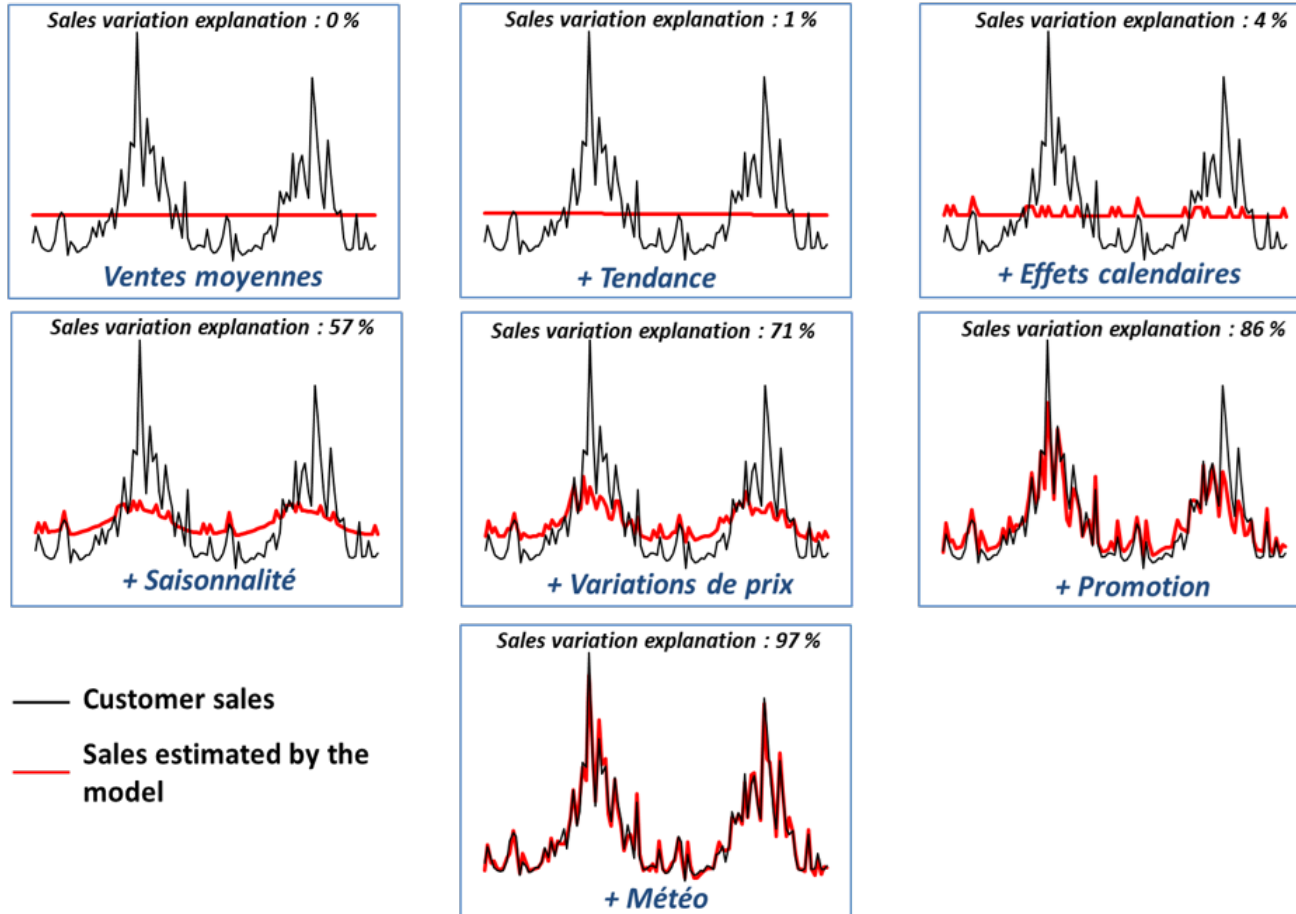 Sales variation explanation : 0 %
Ventes moyennes
Sales variation explanation : 1 %
+ Tendance
Sales variation explanation : 4 %
+ Effets calendaires
Sales variation explanation : 57 %
+ Saisonnalité
Sales variation explanation : 71 %
+ Variations de prix
Sales variation explanation : 86 %
+ Promotion
Sales variation explanation : 97 %
+ Météo
Customer sales
Sales estimated by the
model